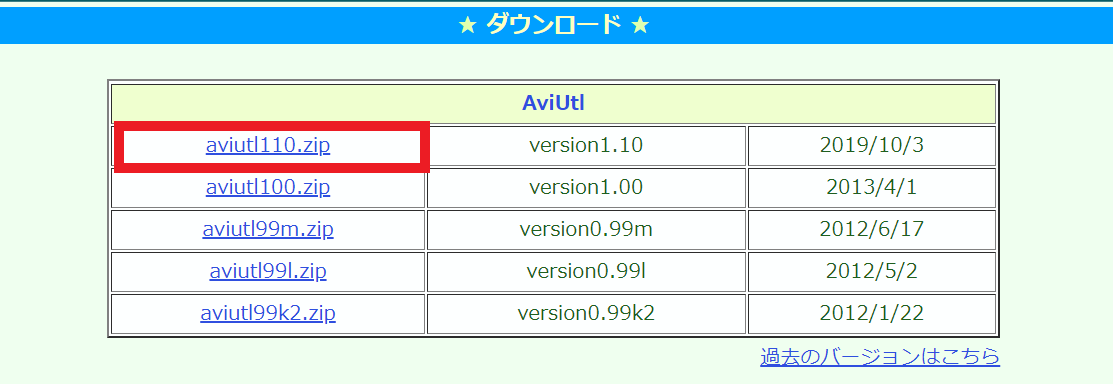 ★ ダウンロード ★
AviUtl
aviutl110.zip version1.10 2019/10/3
aviutl100.zip version1.00 2013/4/1
aviutl99m.zip version0.99m 2012/6/17
aviutl99l.zip version0.99l 2012/5/2
aviutl99k2.zip version0.99k2 2012/1/22
過去のバージョンはこちら